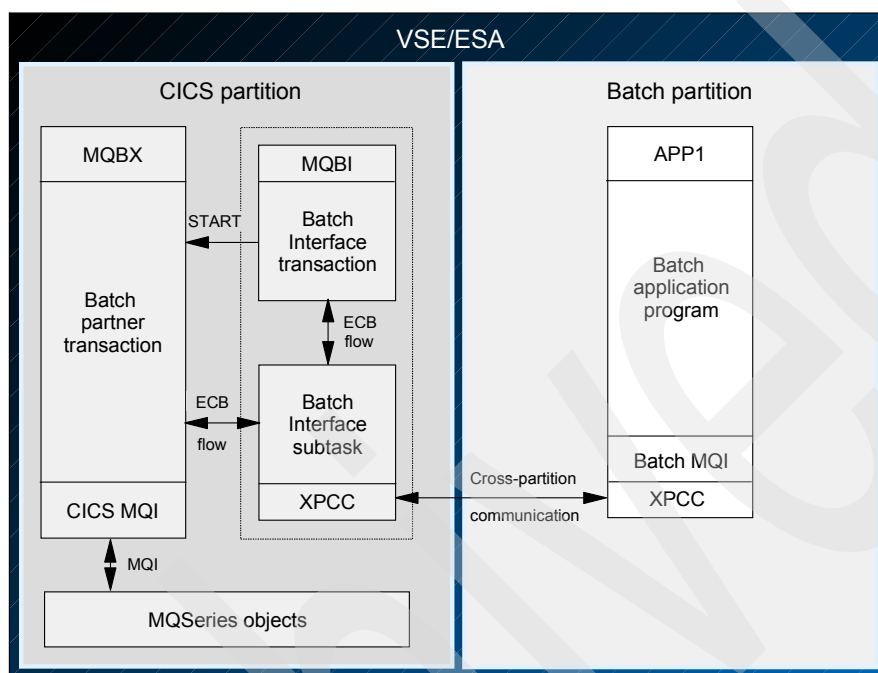 VSE/ESA
CICS partition
MQBX
Batch
partner
transaction
CICS MQI
START
MQBI
Batch
Interface
transaction
ECB
flow
ECB
flow
Batch
Interface
subtask
XPCC
MQI
MQSeries objects
Cross-partition
communication
Batch partition
APP1
Batch
application
program
Batch MQI
XPCC